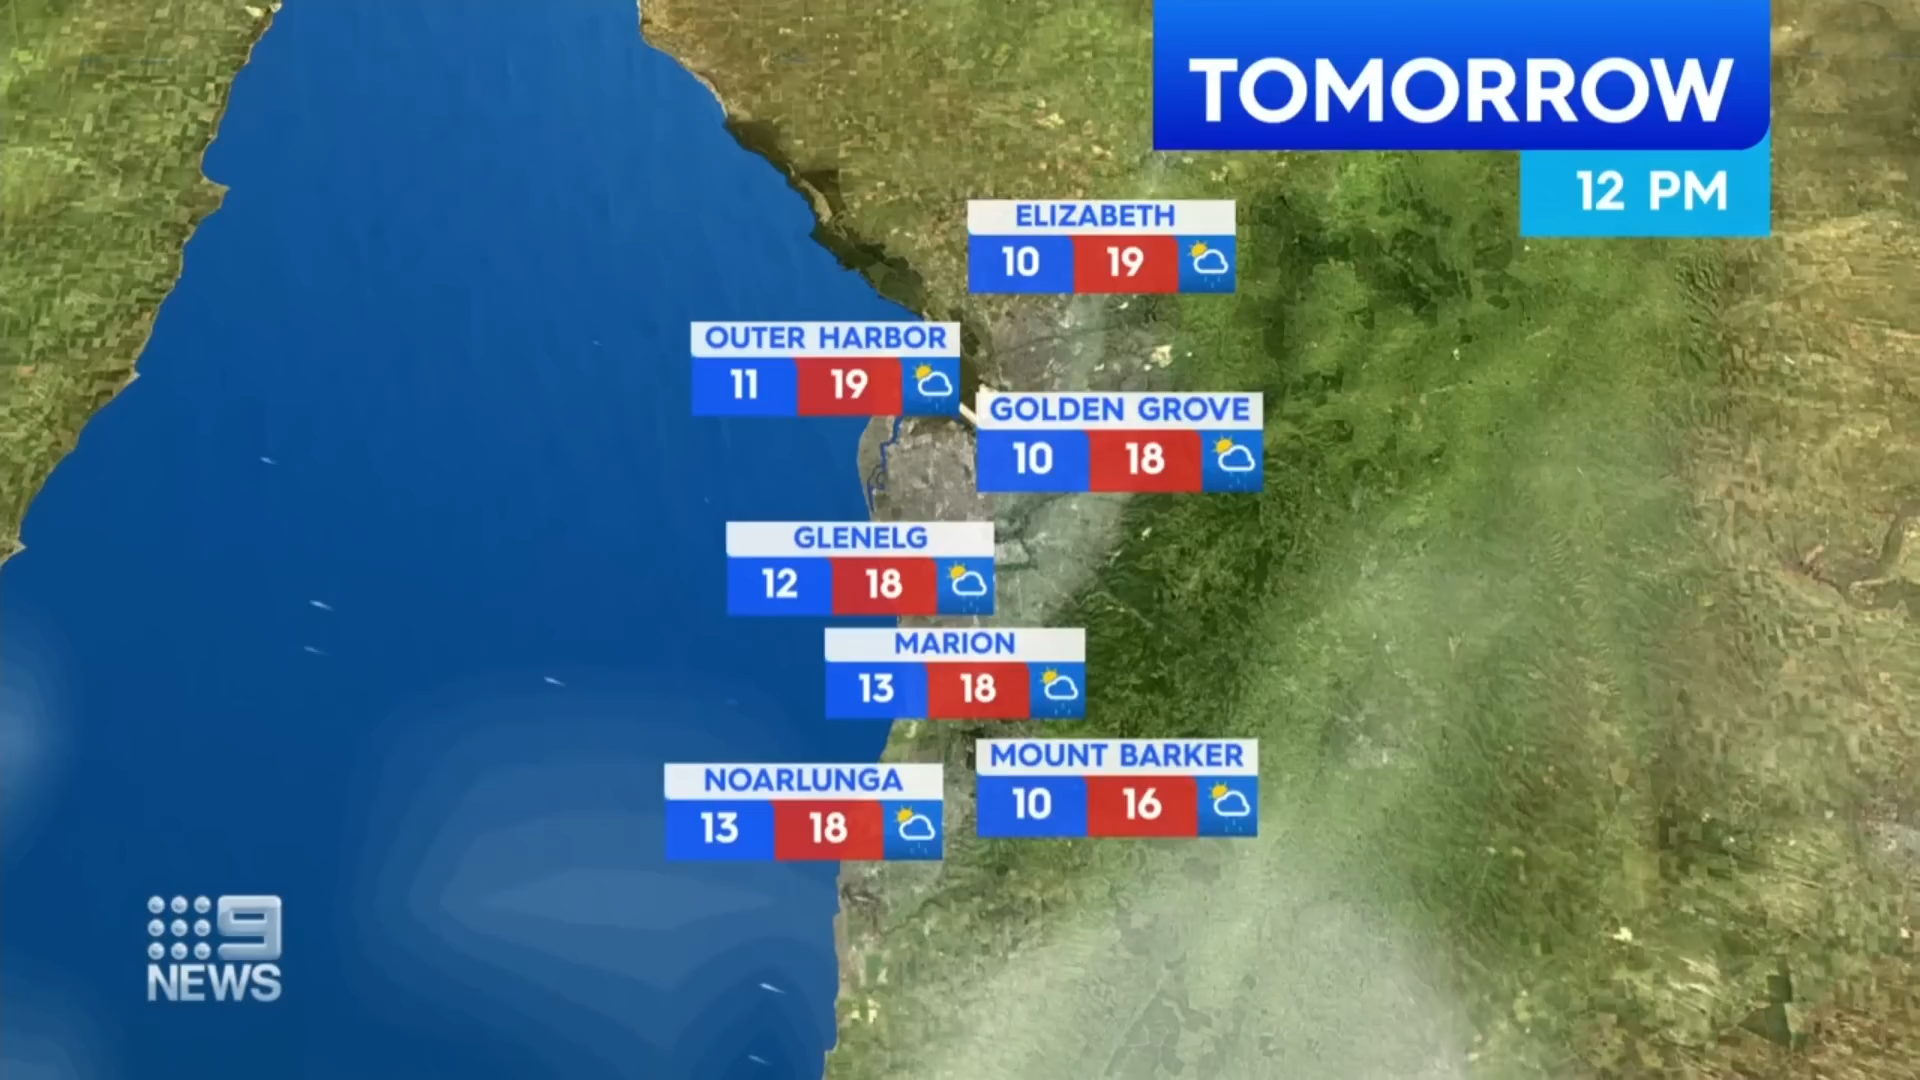 TOMORROW
12 PM
ELIZABETH
10 19
OUTER HARBOR
11 19
GOLDEN GROVE
10 18
GLENELG
12 18
MARION
13 18
MOUNT BARKER
10 16
NOARLUNGA
13 18
9
NEWS